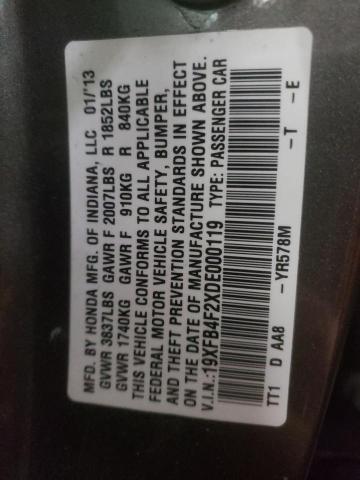 MFD. BY HONDA MFG. OF INDIANA, LLC 01/'13
GVWR 3837LBS GAWR F 2007LBS R 1852LBS
GVWR 1740KG GAWR F 910KG R 840KG
THIS VEHICLE CONFORMS TO ALL APPLICABLE
FEDERAL MOTOR VEHICLE SAFETY, BUMPER,
AND THEFT PREVENTION STANDARDS IN EFFECT
ON THE DATE OF MANUFACTURE SHOWN ABOVE.
V.I.N.:19XFB4F2XDE000119 TYPE: PASSENGER CAR
TT1 D AA8 -YR578M -T -E